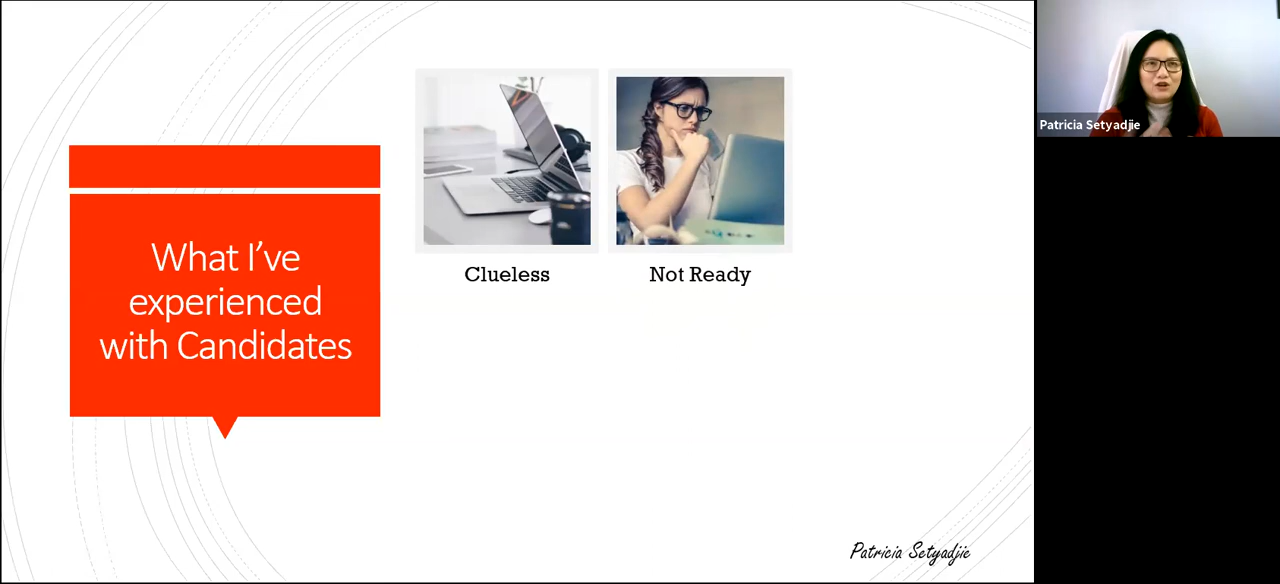 What I’ve
experienced
with Candidates
Clueless
Not Ready
Patricia Setyadjie
Patricia Setyadjie